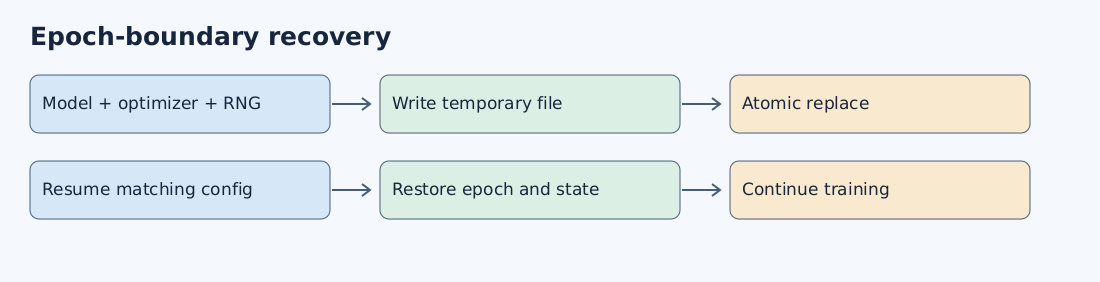 Epoch-boundary recovery
Model + optimizer + RNG
Write temporary file
Atomic replace
Resume matching config
Restore epoch and state
Continue training